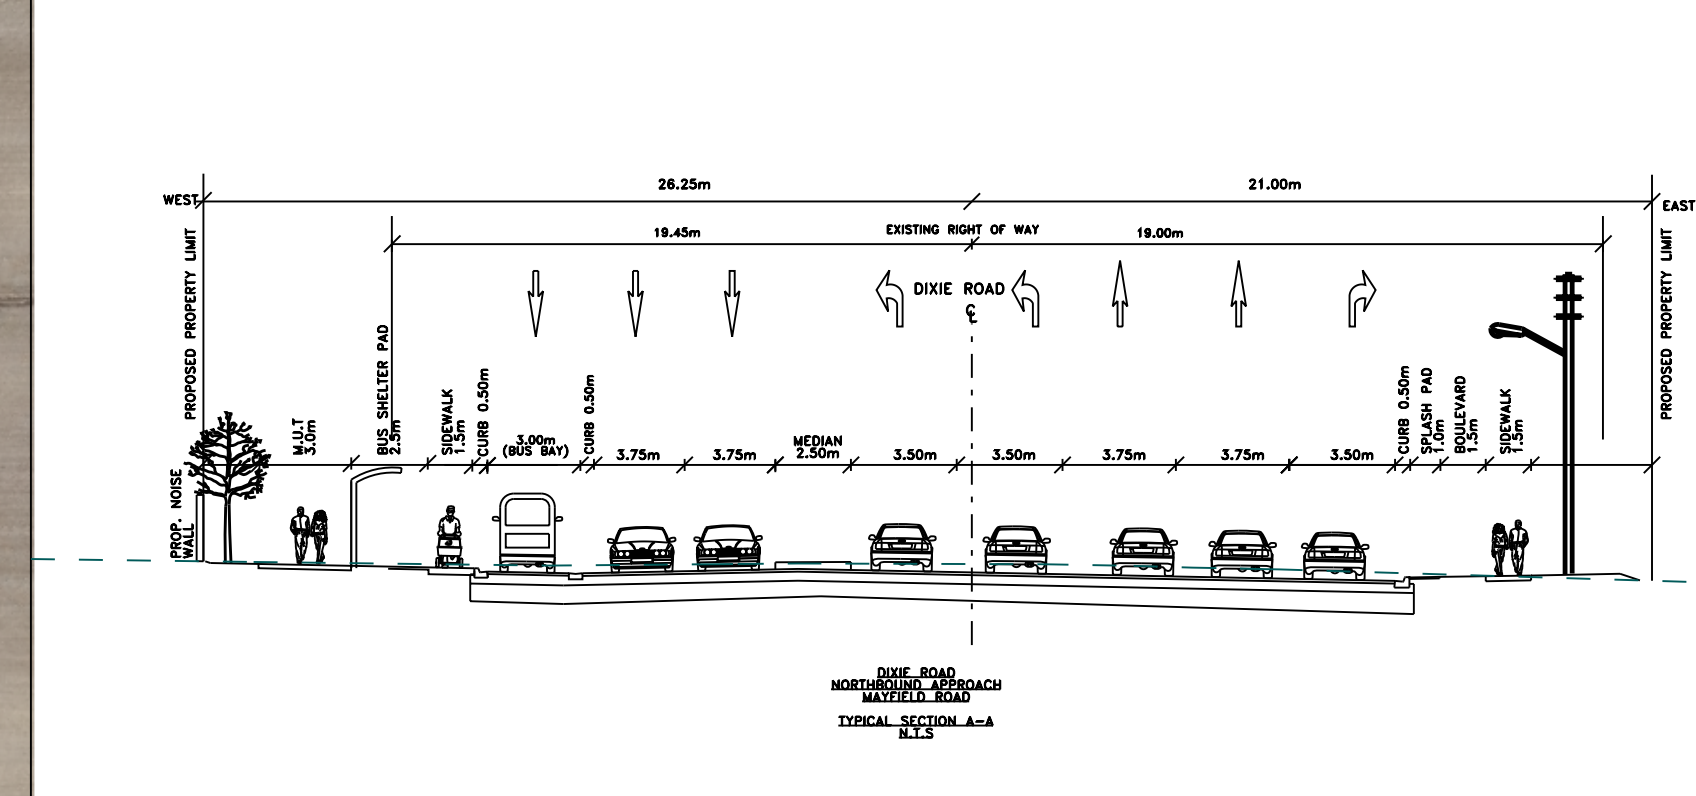 26.25m
21.00m
WEST
EAST
19.45m
EXISTING RIGHT OF WAY
19.00m
PROPOSED PROPERTY LIMIT
DIXIE ROAD
℄
PROPOSED PROPERTY LIMIT
M.U.T
3.0m
BUS SHELTER PAD
2.5m
SIDEWALK
1.5m
CURB 0.50m
3.00m
(BUS BAY)
CURB 0.50m
3.75m
3.75m
MEDIAN
2.50m
3.50m
3.50m
3.75m
3.75m
3.50m
CURB 0.50m
SPLASH PAD
1.0m
BOULEVARD
1.5m
SIDEWALK
1.5m
PROP. NOISE
WALL
DIXIE ROAD
NORTHBOUND APPROACH
MAYFIELD ROAD
TYPICAL SECTION A-A
N.T.S